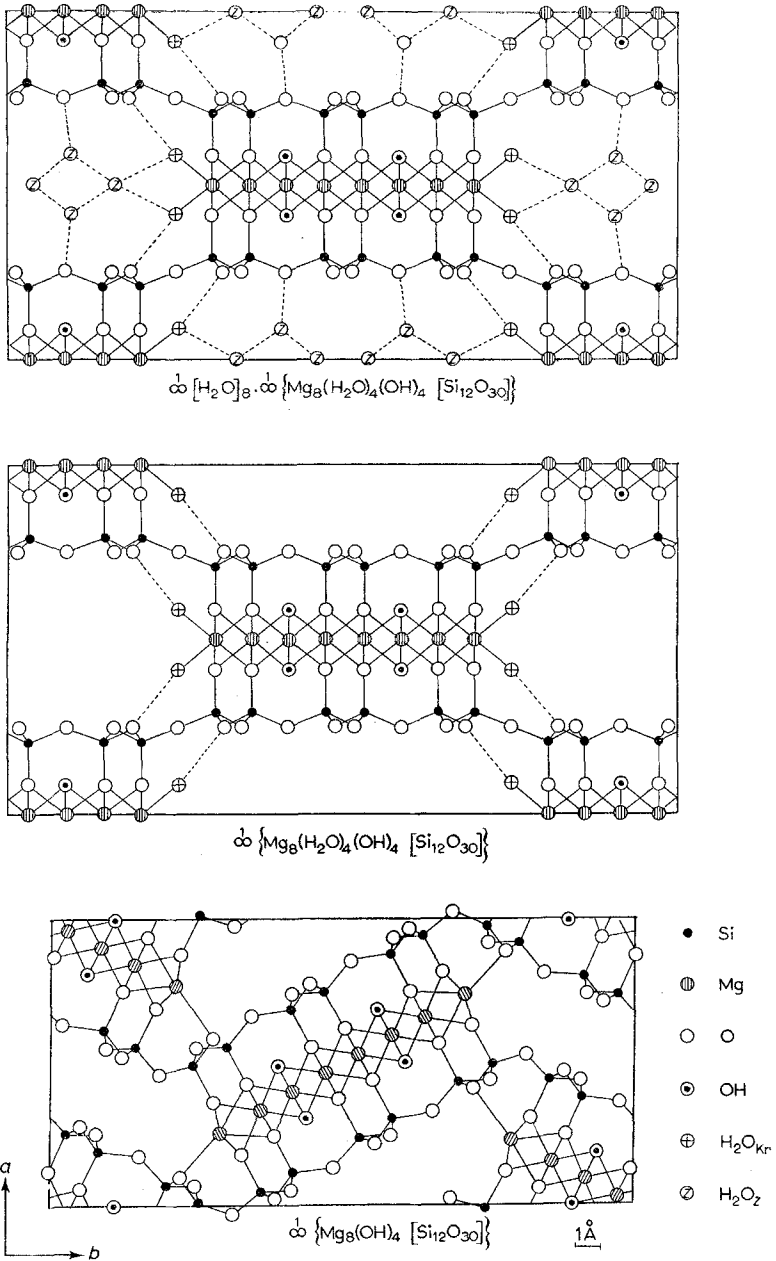 1/∞ [H₂O]₈ · 1/∞ {Mg₈(H₂O)₄(OH)₄ [Si₁₂O₃₀]}
1/∞ {Mg₈(H₂O)₄(OH)₄ [Si₁₂O₃₀]}
Si
Mg
O
OH
H₂O_Kr
H₂O_z
a
b
1/∞ {Mg₈(OH)₄ [Si₁₂O₃₀]}
1Å